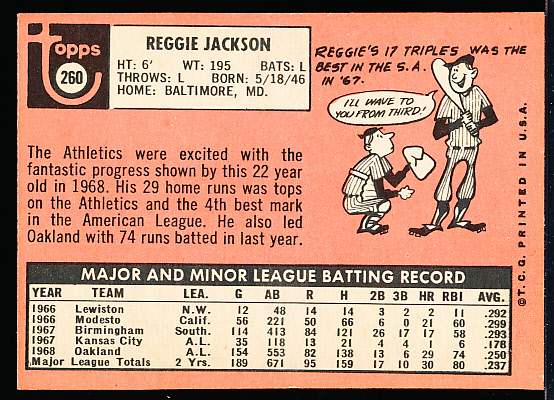 topps
260
REGGIE JACKSON
HT: 6' WT: 195 BATS: L
THROWS: L BORN: 5/18/46
HOME: BALTIMORE, MD.
REGGIE'S 17 TRIPLES WAS THE
BEST IN THE S.A.
IN '67.
I'LL WAVE TO
YOU FROM THIRD!
The Athletics were excited with the
fantastic progress shown by this 22 year
old in 1968. His 29 home runs was tops
on the Athletics and the 4th best mark
in the American League. He also led
Oakland with 74 runs batted in last year.
©T.C.G. PRINTED IN U.S.A.
MAJOR AND MINOR LEAGUE BATTING RECORD
YEAR TEAM LEA. G AB R H 2B 3B HR RBI AVG.
1966 Lewiston N.W. 12 48 14 14 3 2 2 11 .292
1966 Modesto Calif. 56 221 50 66 6 0 21 60 .299
1967 Birmingham South. 114 413 84 121 26 17 17 58 .293
1967 Kansas City A.L. 35 118 13 21 4 4 1 6 .178
1968 Oakland A.L. 154 553 82 138 13 6 29 74 .250
Major League Totals 2 Yrs. 189 671 95 159 17 10 30 80 .237